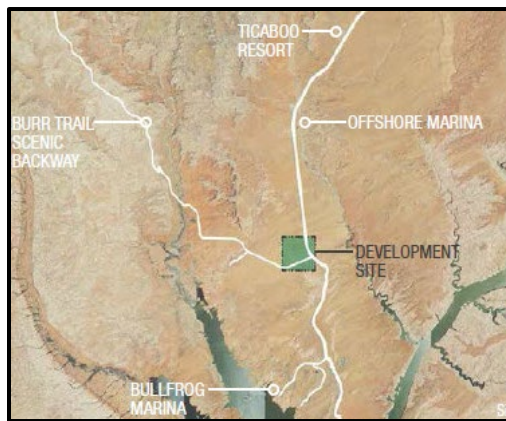 TICABOO
RESORT
BURR TRAIL
SCENIC
BACKWAY
OFFSHORE MARINA
DEVELOPMENT
SITE
BULLFROG
MARINA
S